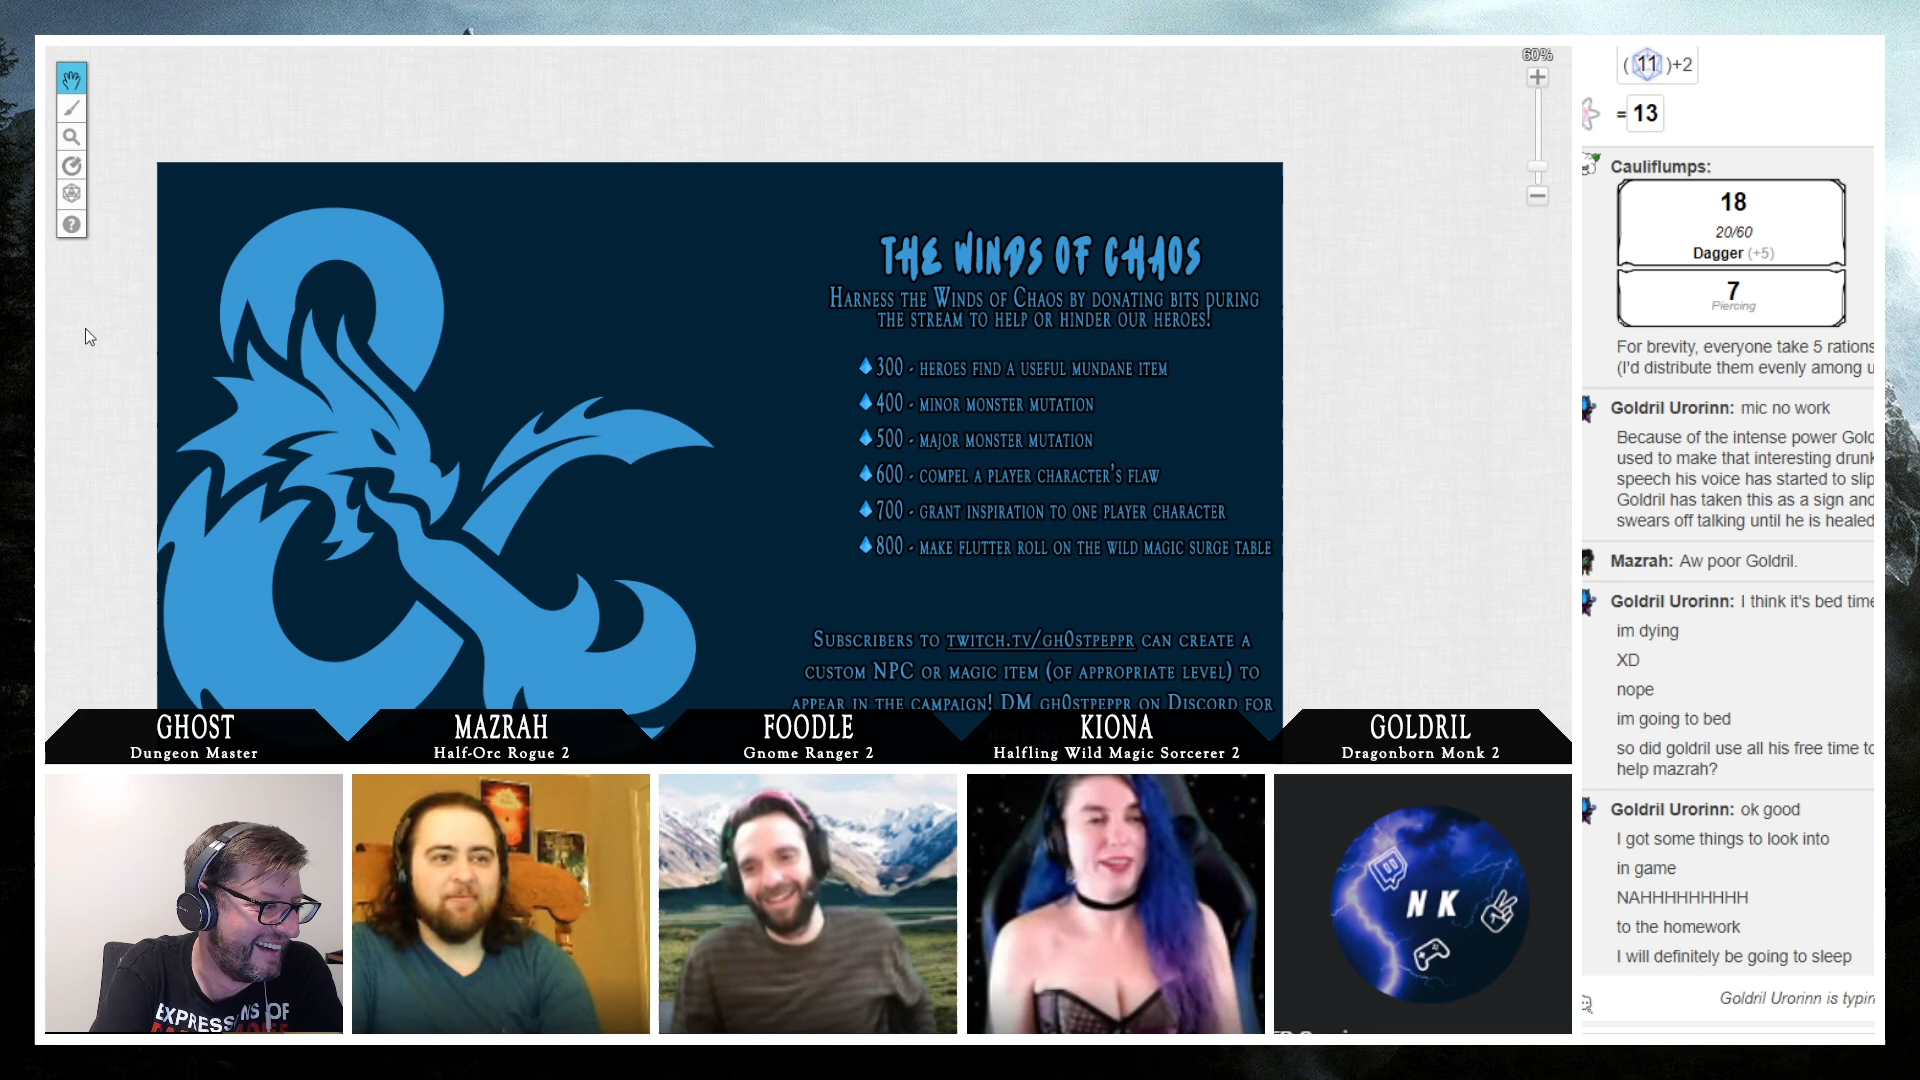 60%
THE WINDS OF CHAOS
HARNESS THE WINDS OF CHAOS BY DONATING BITS DURING
THE STREAM TO HELP OR HINDER OUR HEROES!
300 - HEROES FIND A USEFUL MUNDANE ITEM
400 - MINOR MONSTER MUTATION
500 - MAJOR MONSTER MUTATION
600 - COMPEL A PLAYER CHARACTER'S FLAW
700 - GRANT INSPIRATION TO ONE PLAYER CHARACTER
800 - MAKE FLUTTER ROLL ON THE WILD MAGIC SURGE TABLE
SUBSCRIBERS TO TWITCH.TV/GH0STPEPPR CAN CREATE A
CUSTOM NPC OR MAGIC ITEM (OF APPROPRIATE LEVEL) TO
APPEAR IN THE CAMPAIGN! DM GH0STPEPPR ON DISCORD FOR
GHOST
Dungeon Master
MAZRAH
Half-Orc Rogue 2
FOODLE
Gnome Ranger 2
KIONA
Halfling Wild Magic Sorcerer 2
GOLDRIL
Dragonborn Monk 2
EXPRESS NS OF
N K
(11)+2
=13
Cauliflumps:
18
20/60
Dagger (+5)
7
Piercing
For brevity, everyone take 5 rations
(I'd distribute them evenly among u
Goldril Urorinn: mic no work
Because of the intense power Gold
used to make that interesting drunk
speech his voice has started to slip
Goldril has taken this as a sign and
swears off talking until he is healed
Mazrah: Aw poor Goldril.
Goldril Urorinn: I think it's bed time
im dying
XD
nope
im going to bed
so did goldril use all his free time to
help mazrah?
Goldril Urorinn: ok good
I got some things to look into
in game
NAHHHHHHHHH
to the homework
I will definitely be going to sleep
Goldril Urorinn is typin